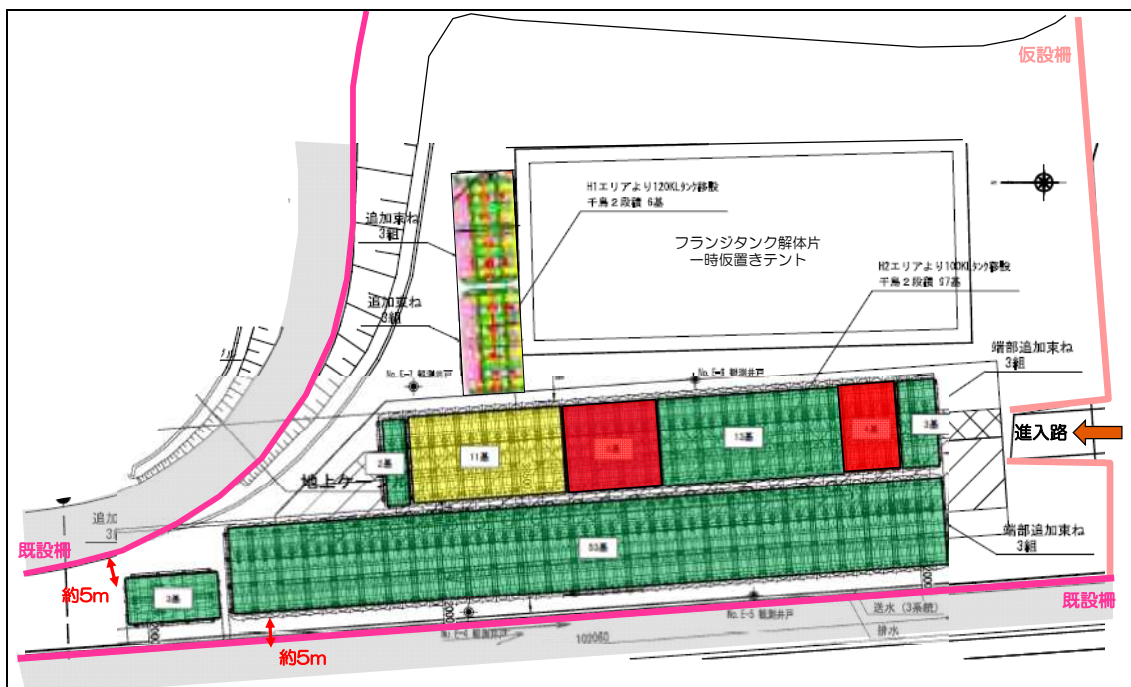 仮設柵
H1エリアより120KLタンク移設
千鳥2段積 6基
追加束ね
3組
フランジタンク解体片
一時仮置きテント
H2エリアより100KLタンク移設
千鳥2段積 97基
追加束ね
3組
端部追加束ね
3組
No.E-7 観測井戸
No.E-8 観測井戸
進入路
3基
13基
11基
2基
地上ケー
追加
既設柵
53基
端部追加束ね
3組
約5m
3基
既設柵
No.E-5 観測井戸
送水(3系統)
排水
102060
約5m